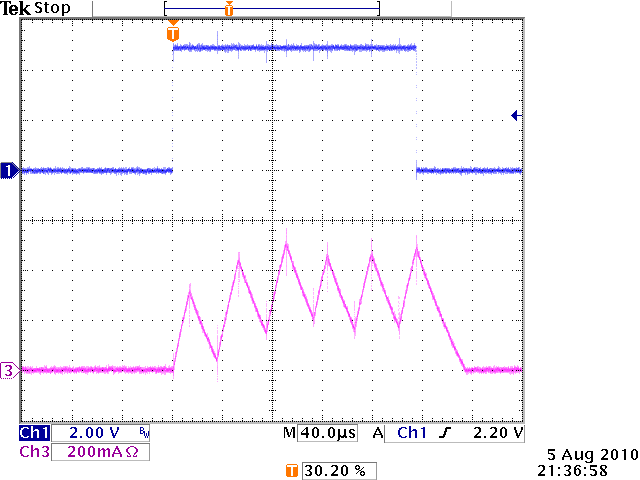 Tek Stop
T
T
1
3
Ch1 2.00 V BW M 40.0µs A Ch1 2.20 V
Ch3 200mA Ω
T 30.20 %
5 Aug 2010
21:36:58